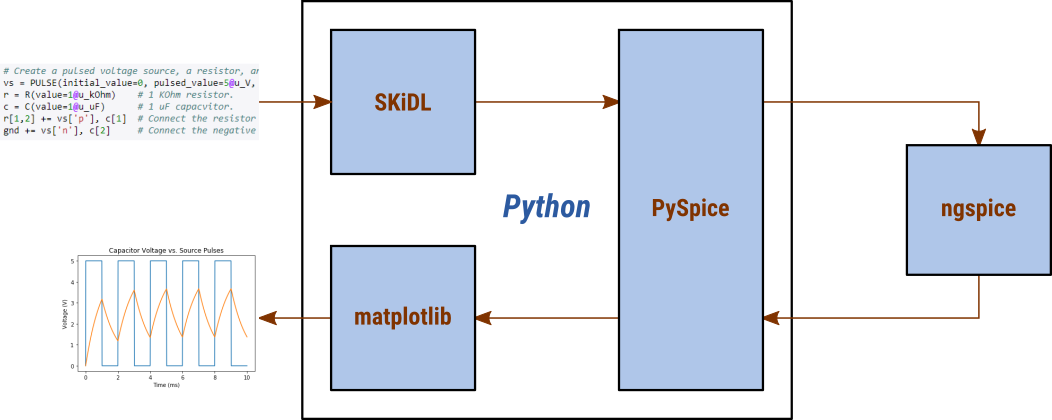 # Create a pulsed voltage source, a resistor, an
vs = PULSE(initial_value=0, pulsed_value=5@u_V,
r = R(value=1@u_kOhm)    # 1 KOhm resistor.
c = C(value=1@u_uF)      # 1 uF capacvitor.
r[1,2] += vs['p'], c[1]  # Connect the resistor
gnd += vs['n'], c[2]     # Connect the negative
SKiDL
Python
PySpice
ngspice
matplotlib
Capacitor Voltage vs. Source Pulses
Voltage (V)
5
4
3
2
1
0
0 2 4 6 8 10
Time (ms)